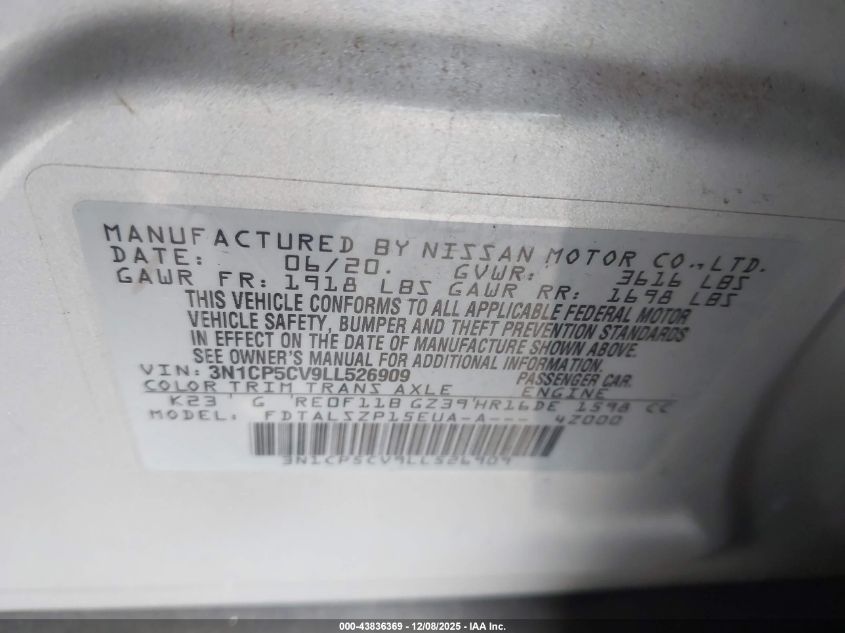 MANUFACTURED BY NISSAN MOTOR CO., LTD.
DATE: 06/20. GVWR: 3616 LBS
GAWR FR: 1918 LBS GAWR RR: 1698 LBS
THIS VEHICLE CONFORMS TO ALL APPLICABLE FEDERAL MOTOR
VEHICLE SAFETY, BUMPER AND THEFT PREVENTION STANDARDS
IN EFFECT ON THE DATE OF MANUFACTURE SHOWN ABOVE.
SEE OWNER'S MANUAL FOR ADDITIONAL INFORMATION.
VIN: 3N1CP5CV9LL526909 PASSENGER CAR.
COLOR TRIM TRANS AXLE ENGINE
K23 G RE0F11B GZ39 HR16DE 1598 CC
MODEL: FDTALSZP15EUA-A--- 4Z000
3N1CP5CV9LL526909
000-43836369 - 12/08/2025 - IAA Inc.